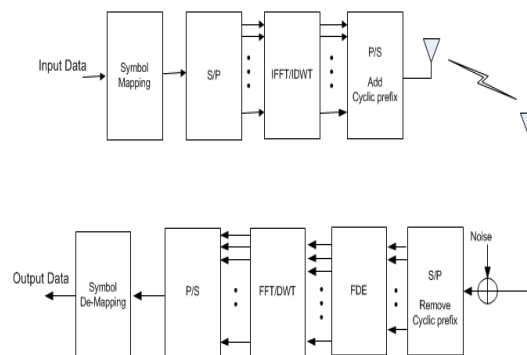 Input Data
Symbol
Mapping
S/P
IFFT/IDWT
P/S
Add
Cyclic prefix
Noise
Output Data
Symbol
De-Mapping
P/S
FFT/DWT
FDE
S/P
Remove
Cyclic prefix